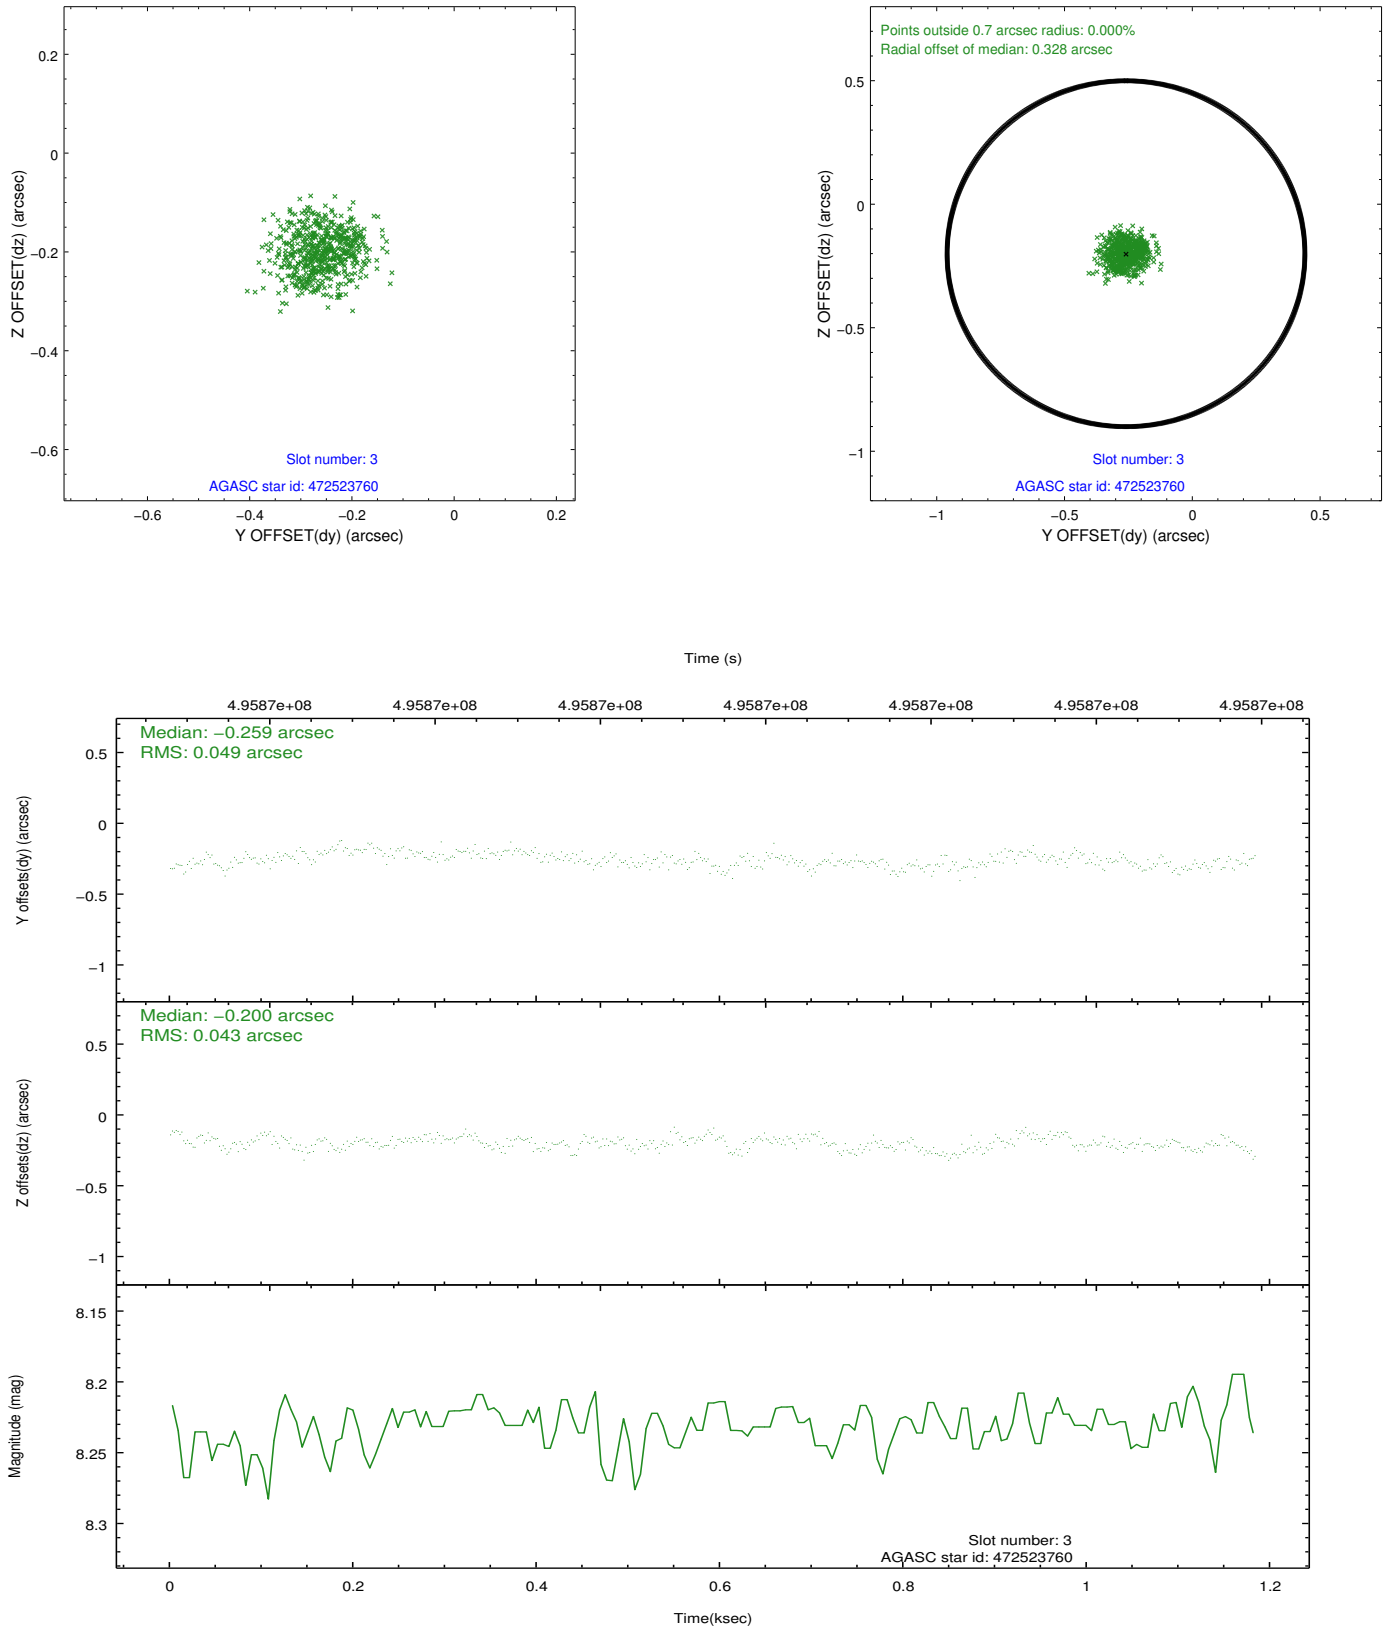 0.2
0
−0.2
−0.4
−0.6
Z OFFSET(dz) (arcsec)
Slot number: 3
AGASC star id: 472523760
−0.6
−0.4
−0.2
0
0.2
Y OFFSET(dy) (arcsec)
Points outside 0.7 arcsec radius: 0.000%
Radial offset of median: 0.328 arcsec
0.5
0
−0.5
−1
Z OFFSET(dz) (arcsec)
Slot number: 3
AGASC star id: 472523760
−1
−0.5
0
0.5
Y OFFSET(dy) (arcsec)
Time (s)
4.9587e+08
4.9587e+08
4.9587e+08
4.9587e+08
4.9587e+08
4.9587e+08
4.9587e+08
Median: −0.259 arcsec
RMS: 0.049 arcsec
0.5
0
−0.5
−1
Y offsets(dy) (arcsec)
Median: −0.200 arcsec
RMS: 0.043 arcsec
0.5
0
−0.5
−1
Z offsets(dz) (arcsec)
8.15
8.2
8.25
8.3
Magnitude (mag)
Slot number: 3
AGASC star id: 472523760
0
0.2
0.4
0.6
0.8
1
1.2
Time(ksec)